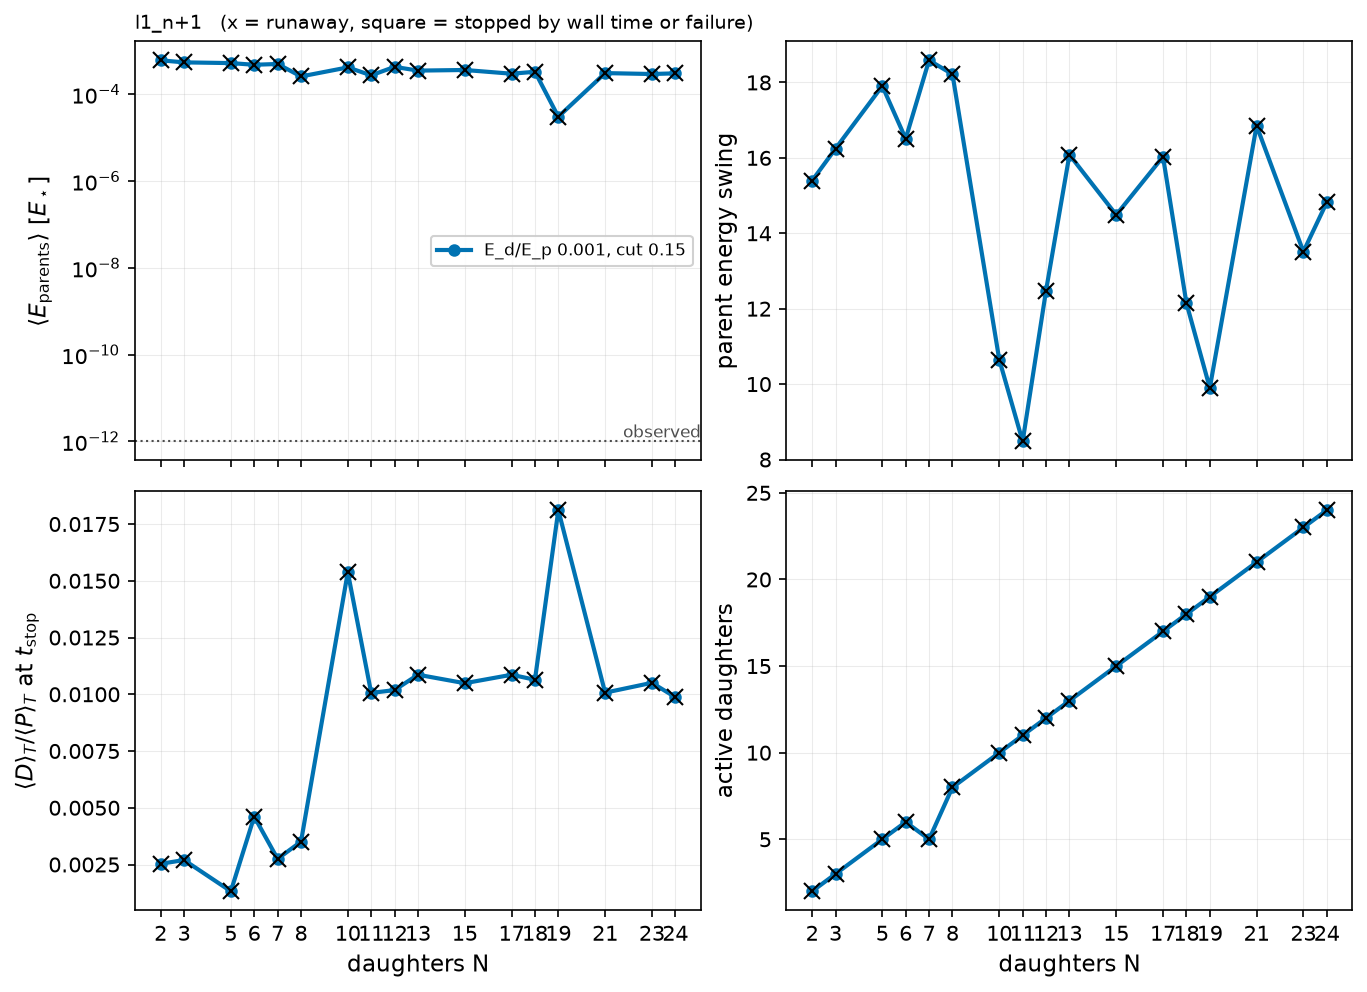 l1_n+1   (x = runaway, square = stopped by wall time or failure)
⟨E_parents⟩ [E⋆]
10^−4
10^−6
10^−8
10^−10
10^−12
E_d/E_p 0.001, cut 0.15
observed
parent energy swing
18
16
14
12
10
8
⟨D⟩_T/⟨P⟩_T at t_stop
0.0175
0.0150
0.0125
0.0100
0.0075
0.0050
0.0025
2 3 5 6 7 8 10 11 12 13 15 17 18 19 21 23 24
daughters N
active daughters
25
20
15
10
5
2 3 5 6 7 8 10 11 12 13 15 17 18 19 21 23 24
daughters N